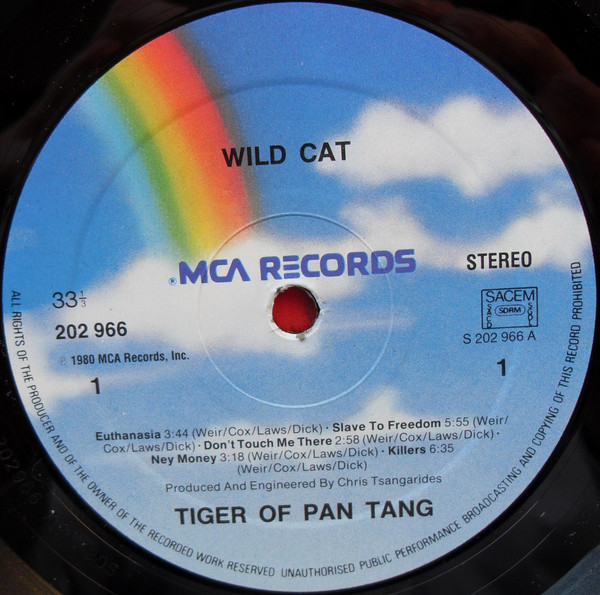 WILD CAT
® MCA RECORDS
STEREO
33⅓
202 966
℗ 1980 MCA Records, Inc.
1
SACEM
SACD SDRM SGDL
S 202 966 A
1
Euthanasia 3:44 (Weir/Cox/Laws/Dick) · Slave To Freedom 5:55 (Weir/
Cox/Laws/Dick) · Don't Touch Me There 2:58 (Weir/Cox/Laws/Dick) ·
Ney Money 3:18 (Weir/Cox/Laws/Dick) · Killers 6:35
(Weir/Cox/Laws/Dick)
Produced And Engineered By Chris Tsangarides
TIGER OF PAN TANG
ALL RIGHTS OF THE PRODUCER AND OF THE OWNER OF THE RECORDED WORK RESERVED UNAUTHORISED PUBLIC PERFORMANCE BROADCASTING AND COPYING OF THIS RECORD PROHIBITED